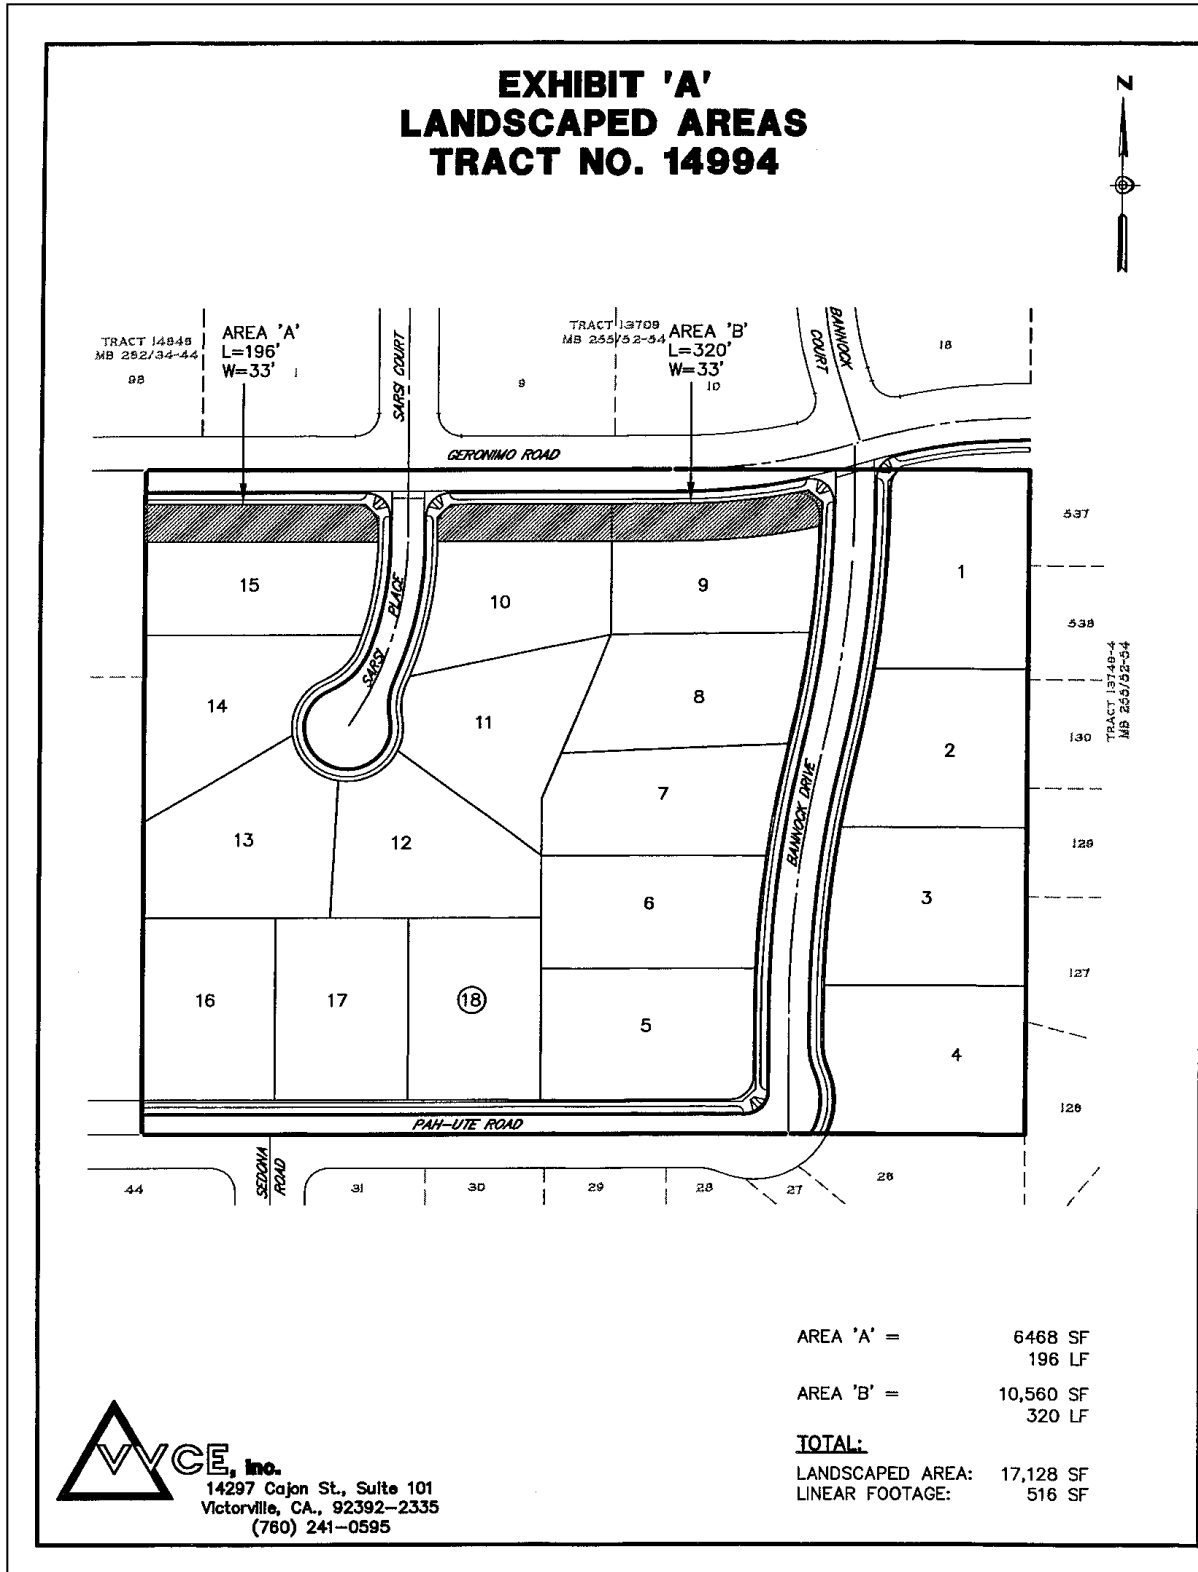 EXHIBIT 'A'
LANDSCAPED AREAS
TRACT NO. 14994
N
TRACT 14848
MB 282/34-44
98
AREA 'A'
L=196'
W=33'
1
SARSI COURT
TRACT 13709
MB 255/52-54
9
AREA 'B'
L=320'
W=33'
10
BANNOCK
COURT
18
GERONIMO ROAD
537
15
SARSI PLACE
10
9
1
538
TRACT 13748-4
MB 255/52-54
14
11
8
2
130
7
BANNOCK DRIVE
13
12
129
6
3
127
16
17
18
5
4
128
PAH-UTE ROAD
SEDONA
ROAD
44
31
30
29
28
27
26
AREA 'A' = 6468 SF
196 LF
AREA 'B' = 10,560 SF
320 LF
TOTAL:
LANDSCAPED AREA: 17,128 SF
LINEAR FOOTAGE: 516 SF
VVCE, Inc.
14297 Cajon St., Suite 101
Victorville, CA., 92392-2335
(760) 241-0595